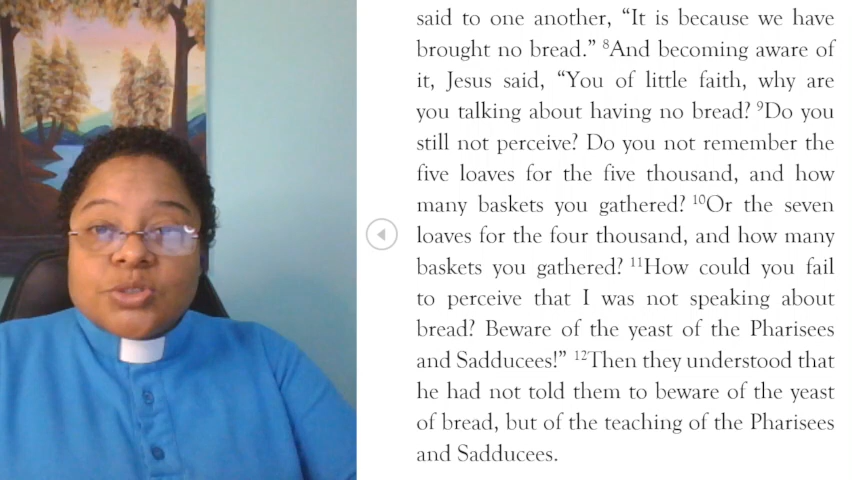 said to one another, “It is because we have
brought no bread.” ⁸And becoming aware of
it, Jesus said, “You of little faith, why are
you talking about having no bread? ⁹Do you
still not perceive? Do you not remember the
five loaves for the five thousand, and how
many baskets you gathered? ¹⁰Or the seven
loaves for the four thousand, and how many
baskets you gathered? ¹¹How could you fail
to perceive that I was not speaking about
bread? Beware of the yeast of the Pharisees
and Sadducees!” ¹²Then they understood that
he had not told them to beware of the yeast
of bread, but of the teaching of the Pharisees
and Sadducees.